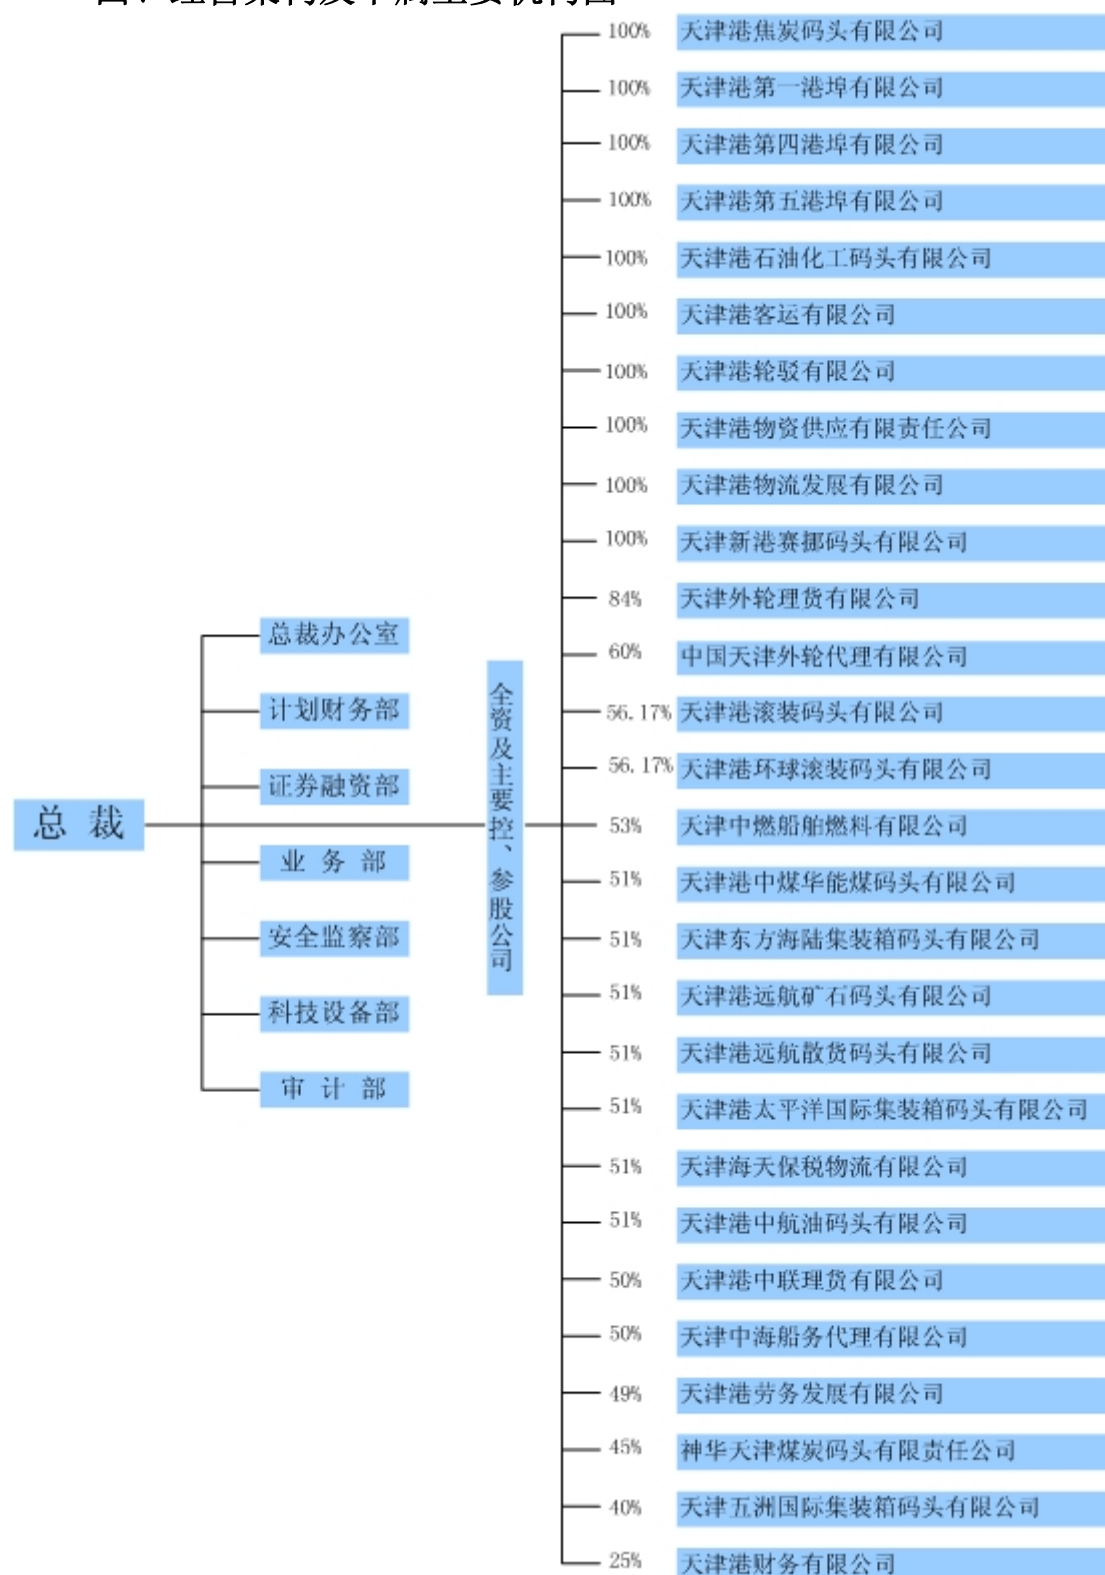 总 裁
总裁办公室
计划财务部
证券融资部
业 务 部
安全监察部
科技设备部
审 计 部
全资及主要控、参股公司
100% 天津港焦炭码头有限公司
100% 天津港第一港埠有限公司
100% 天津港第四港埠有限公司
100% 天津港第五港埠有限公司
100% 天津港石油化工码头有限公司
100% 天津港客运有限公司
100% 天津港轮驳有限公司
100% 天津港物资供应有限责任公司
100% 天津港物流发展有限公司
100% 天津新港赛挪码头有限公司
84% 天津外轮理货有限公司
60% 中国天津外轮代理有限公司
56.17% 天津港滚装码头有限公司
56.17% 天津港环球滚装码头有限公司
53% 天津中燃船舶燃料有限公司
51% 天津港中煤华能煤码头有限公司
51% 天津东方海陆集装箱码头有限公司
51% 天津港远航矿石码头有限公司
51% 天津港远航散货码头有限公司
51% 天津港太平洋国际集装箱码头有限公司
51% 天津海天保税物流有限公司
51% 天津港中航油码头有限公司
50% 天津港中联理货有限公司
50% 天津中海船务代理有限公司
49% 天津港劳务发展有限公司
45% 神华天津煤炭码头有限责任公司
40% 天津五洲国际集装箱码头有限公司
25% 天津港财务有限公司